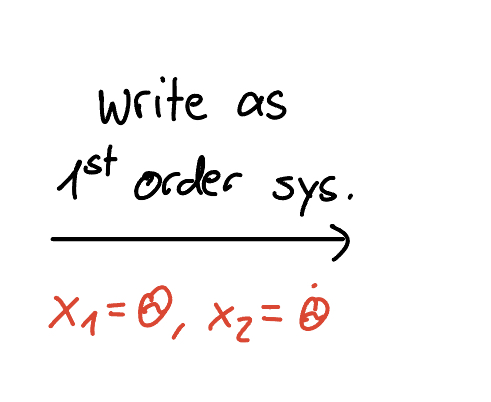 Write as
1st order sys.
x₁ = Θ, x₂ = Θ̇